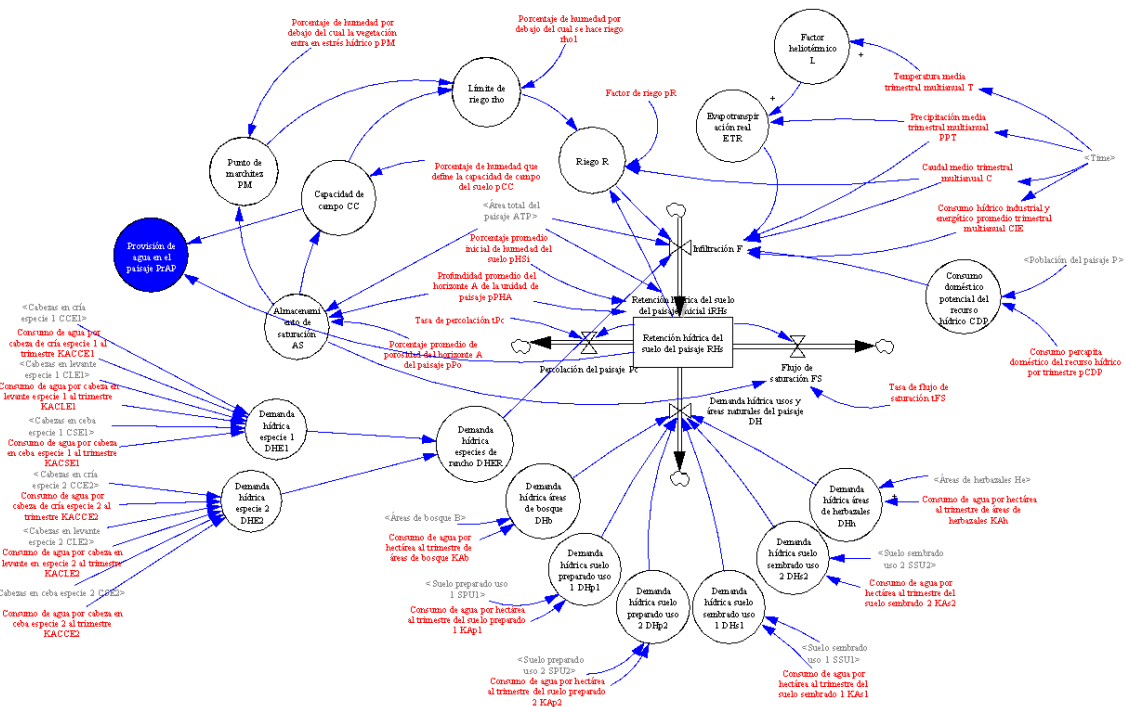 Porcentaje de humedad por
debajo del cual la vegetación
entra en estrés hídrico pPM
Porcentaje de humedad por
debajo del cual se hace riego
rho1
Factor
heliotérmico
L
+
Temperatura media
trimestral multianual T
Límite de
riego rho
Factor de riego pR
+
Evapotranspi
ración real
ETR
Precipitación media
trimestral multianual
PPT
<Time>
Punto de
marchitez
PM
Riego R
Capacidad de
campo CC
Porcentaje de humedad que
define la capacidad de campo
del suelo pCC
Caudal medio trimestral
multianual C
<Área total del
paisaje ATP>
Consumo hídrico industrial y
energético promedio trimestral
multianual CIE
Provisión de
agua en el
paisaje PrAP
Porcentaje promedio
inicial de humedad del
suelo pHSi
Infiltración F
<Población del paisaje P>
Profundidad promedio del
horizonte A de la unidad de
paisaje pPHA
Consumo
doméstico
potencial del
recurso
hídrico CDP
Retención hídrica del suelo
del paisaje inicial iRHs
<Cabezas en cría
especie 1 CCE1>
Almacenami
ento de
saturación
AS
Tasa de percolación tPc
Consumo de agua por
cabeza de cría especie 1 al
trimestre KACCE1
Retención hídrica del
suelo del paisaje RHs
Porcentaje promedio de
porosidad del horizonte A
del paisaje pPo
Percolación del paisaje Pc
Flujo de
saturación FS
Consumo percapita
doméstico del recurso hídrico
por trimestre pCDP
<Cabezas en levante
especie 1 CLE1>
Consumo de agua por cabeza en
levante especie 1 al trimestre
KACLE1
Tasa de flujo de
saturación tFS
Demanda hídrica usos y
áreas naturales del paisaje
DH
<Cabezas en ceba
especie 1 CSE1>
Consumo de agua por cabeza
en ceba especie 1 al trimestre
KACSE1
Demanda
hídrica
especie 1
DHE1
Demanda
hídrica
especies de
rancho DHER
<Cabezas en cría
especie 2 CCE2>
Consumo de agua por
cabeza de cría especie 2 al
trimestre KACCE2
Demanda
hídrica
especie 2
DHE2
Demanda
hídrica áreas
de bosque
DHb
Demanda
hídrica áreas
de herbazales
DHh
<Áreas de herbazales He>
+
Consumo de agua por hectárea
al trimestre de áreas de
herbazales KAh
<Áreas de bosque B>
Consumo de agua por
hectárea al trimestre de
áreas de bosque KAb
<Cabezas en levante
especie 2 CLE2>
Consumo de agua por cabeza en
levante en especie 2 al trimestre
KACLE2
Demanda
hídrica suelo
preparado uso
1 DHp1
Demanda
hídrica suelo
sembrado uso
2 DHs2
<Suelo sembrado
uso 2 SSU2>
Consumo de agua por
hectárea al trimestre del
suelo sembrado 2 KAs2
<Suelo preparado
uso 1 SPU1>
Consumo de agua por hectárea
al trimestre del suelo preparado
1 KAp1
Cabezas en ceba especie 2 CSE2>
Consumo de agua por cabeza en
ceba especie 2 al trimestre
KACCE2
Demanda
hídrica suelo
preparado uso
2 DHp2
Demanda
hídrica suelo
sembrado uso
1 DHs1
<Suelo sembrado
uso 1 SSU1>
Consumo de agua por
hectárea al trimestre del
suelo sembrado 1 KAs1
<Suelo preparado
uso 2 SPU2>
Consumo de agua por hectárea
al trimestre del suelo preparado
2 KAp2